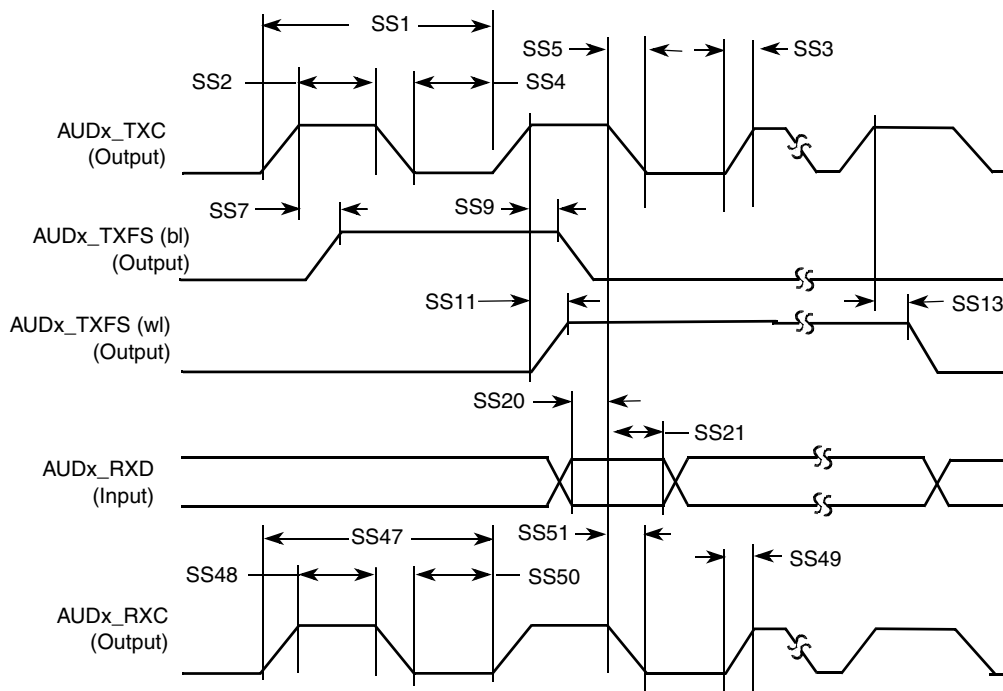 SS1
SS5
SS3
SS2
SS4
AUDx_TXC
(Output)
SS7
SS9
AUDx_TXFS (bl)
(Output)
SS11
SS13
AUDx_TXFS (wl)
(Output)
SS20
SS21
AUDx_RXD
(Input)
SS47
SS51
SS49
SS48
SS50
AUDx_RXC
(Output)